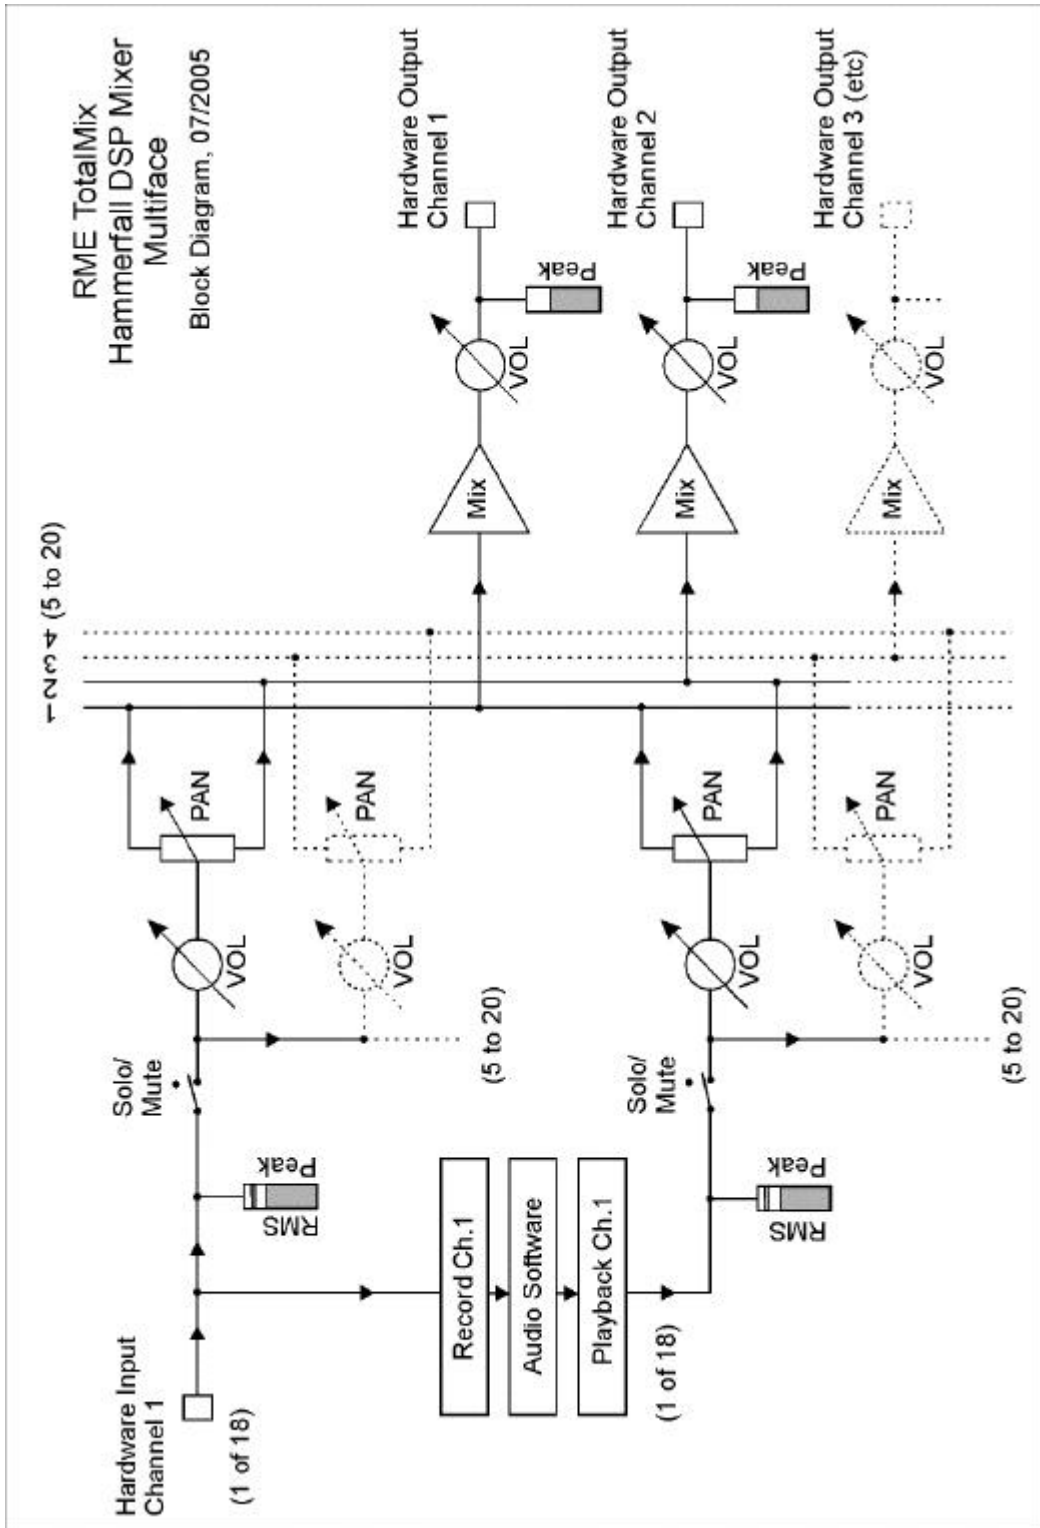 RME TotalMix
Hammerfall DSP Mixer
Multiface
Block Diagram, 07/2005
Hardware Input
Channel 1
(1 of 18)
RMS
Peak
Solo/
Mute
VOL
PAN
VOL
PAN
(5 to 20)
1 2 3 4 (5 to 20)
Record Ch.1
Audio Software
Playback Ch.1
(1 of 18)
RMS
Peak
Solo/
Mute
VOL
PAN
VOL
PAN
(5 to 20)
Mix
VOL
Peak
Hardware Output
Channel 1
Mix
VOL
Peak
Hardware Output
Channel 2
Mix
VOL
Hardware Output
Channel 3 (etc)